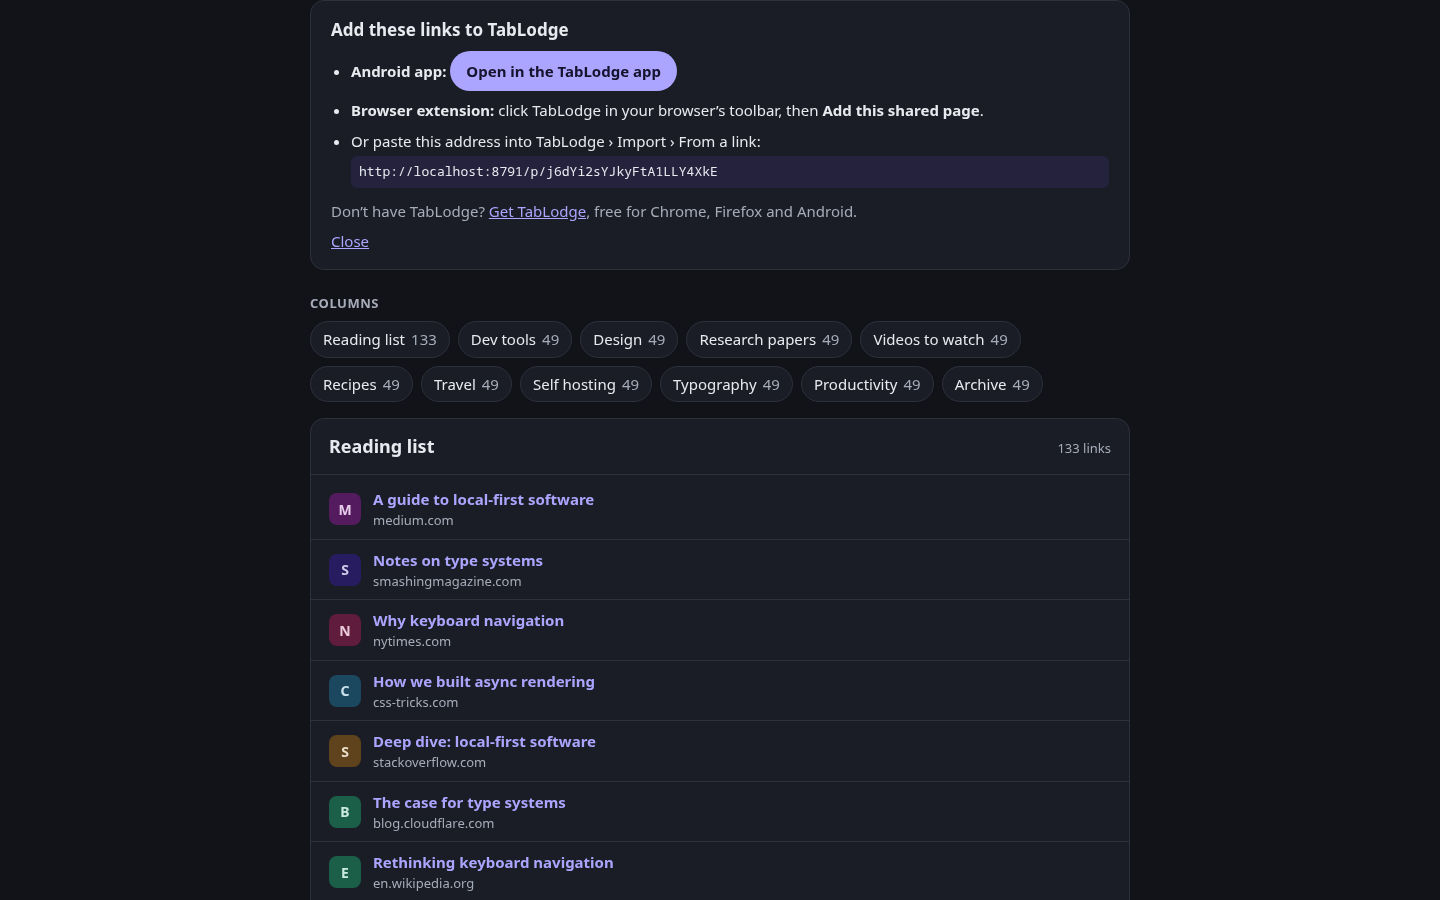 Add these links to TabLodge
Android app: Open in the TabLodge app
Browser extension: click TabLodge in your browser’s toolbar, then Add this shared page.
Or paste this address into TabLodge › Import › From a link:
http://localhost:8791/p/j6dYi2sYJkyFtA1LLY4XkE
Don’t have TabLodge? Get TabLodge, free for Chrome, Firefox and Android.
Close
COLUMNS
Reading list 133 Dev tools 49 Design 49 Research papers 49 Videos to watch 49
Recipes 49 Travel 49 Self hosting 49 Typography 49 Productivity 49 Archive 49
Reading list 133 links
M A guide to local-first software
medium.com
S Notes on type systems
smashingmagazine.com
N Why keyboard navigation
nytimes.com
C How we built async rendering
css-tricks.com
S Deep dive: local-first software
stackoverflow.com
B The case for type systems
blog.cloudflare.com
E Rethinking keyboard navigation
en.wikipedia.org